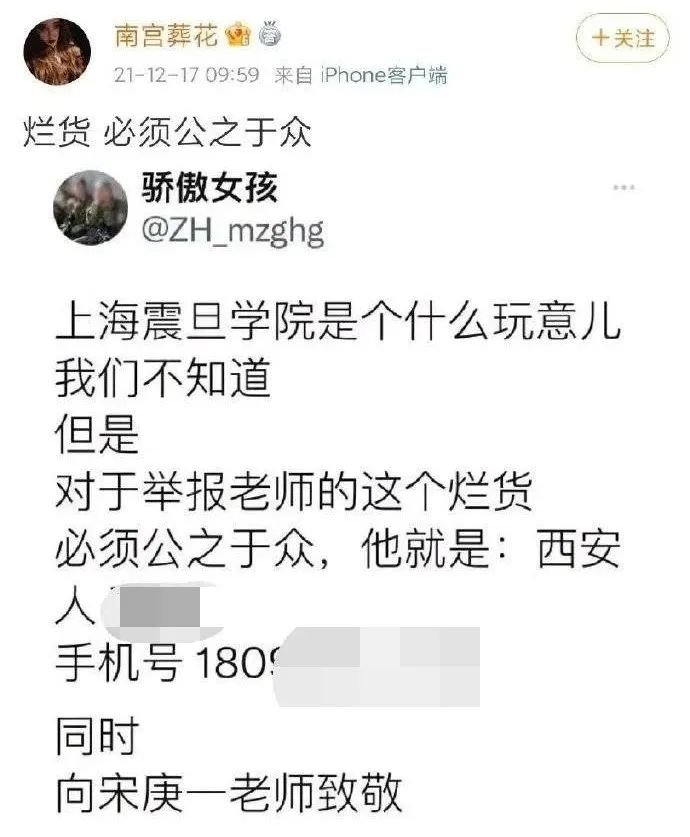 南宫葬花
21-12-17 09:59 来自 iPhone客户端
+关注
烂货 必须公之于众
骄傲女孩
@ZH_mzghg
上海震旦学院是个什么玩意儿
我们不知道
但是
对于举报老师的这个烂货
必须公之于众，他就是：西安
人
手机号 1809
同时
向宋庚一老师致敬